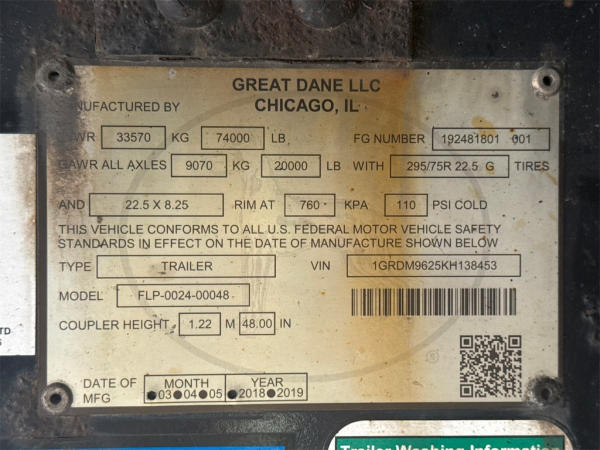 GREAT DANE LLC
MANUFACTURED BY CHICAGO, IL
GVWR 33570 KG 74000 LB FG NUMBER 192481801 001
GAWR ALL AXLES 9070 KG 20000 LB WITH 295/75R 22.5 G TIRES
AND 22.5 X 8.25 RIM AT 760 KPA 110 PSI COLD
THIS VEHICLE CONFORMS TO ALL U.S. FEDERAL MOTOR VEHICLE SAFETY
STANDARDS IN EFFECT ON THE DATE OF MANUFACTURE SHOWN BELOW
TYPE TRAILER VIN 1GRDM9625KH138453
MODEL FLP-0024-00048
COUPLER HEIGHT 1.22 M 48.00 IN
DATE OF MFG MONTH YEAR
●03●04●05 ●2018●2019
TD
S
Trailer Washing Information